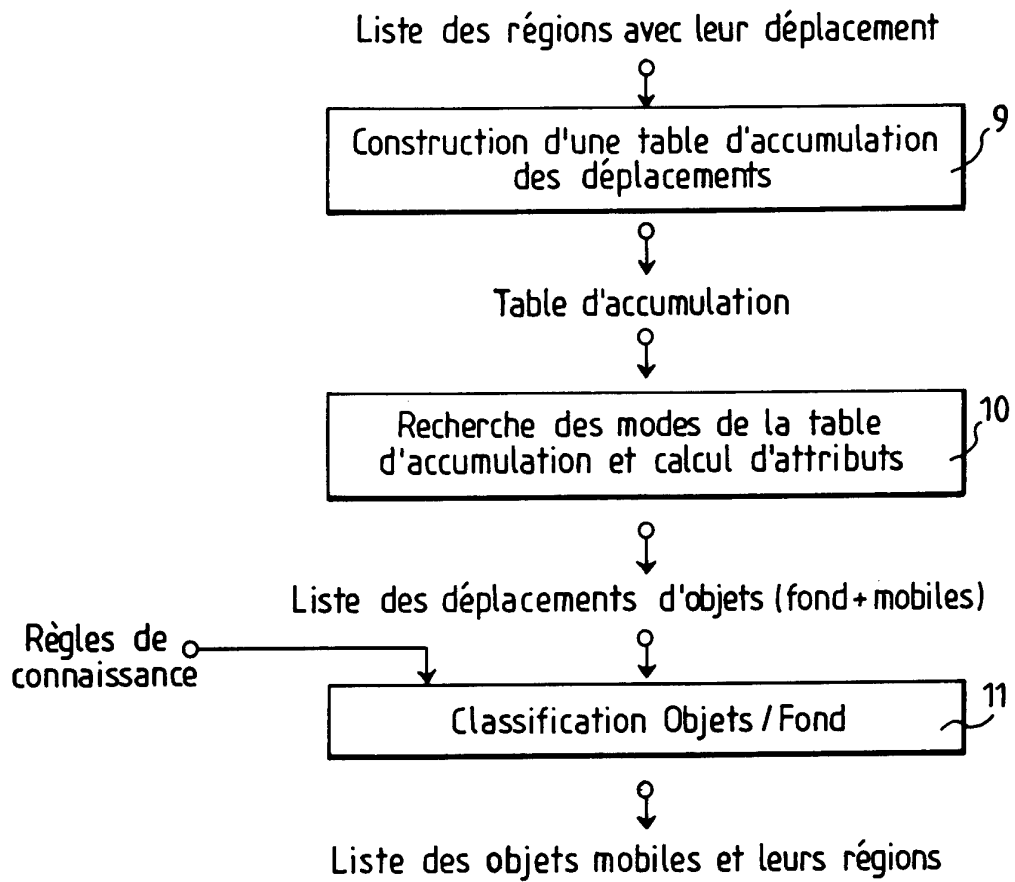 Liste des régions avec leur déplacement
Construction d'une table d'accumulation
des déplacements
9
Table d'accumulation
Recherche des modes de la table
d'accumulation et calcul d'attributs
10
Liste des déplacements d'objets (fond+mobiles)
Règles de
connaissance
Classification Objets / Fond
11
Liste des objets mobiles et leurs régions